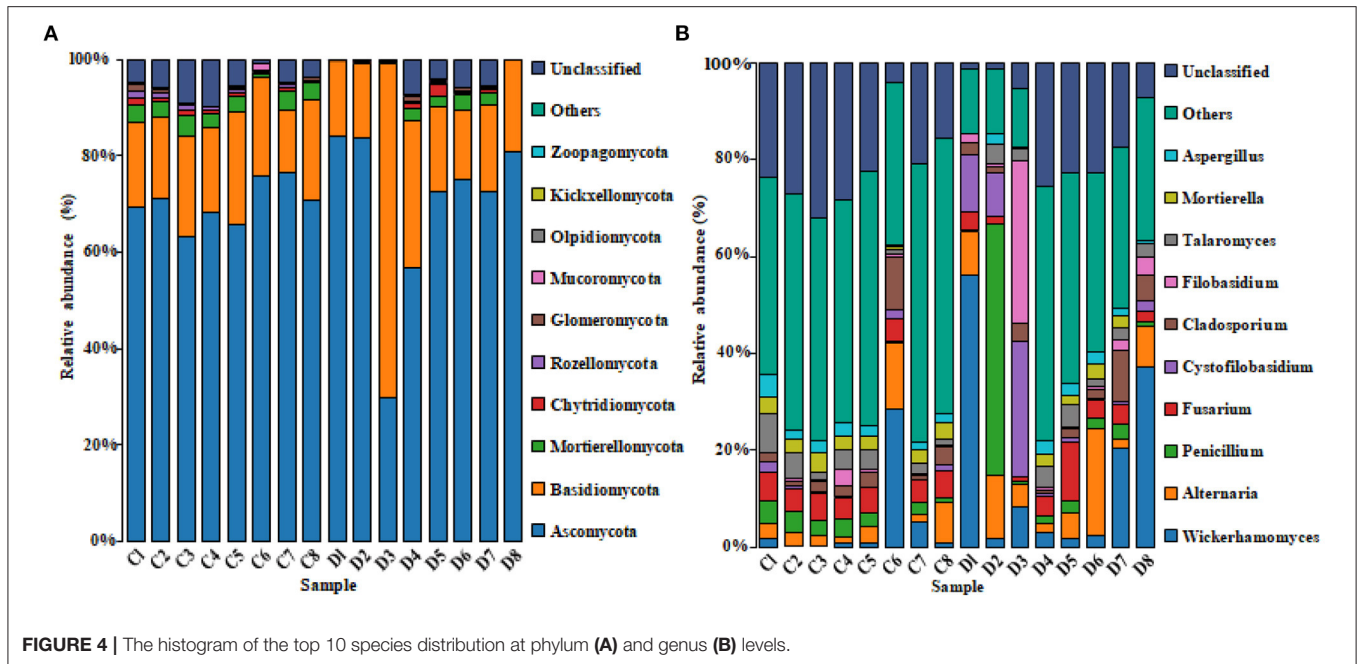 A
100%
80%
60%
40%
20%
0%
Relative abundance (%)
C1 C2 C3 C4 C5 C6 C7 C8 D1 D2 D3 D4 D5 D6 D7 D8
Sample
Unclassified
Others
Zoopagomycota
Kickxellomycota
Olpidiomycota
Mucoromycota
Glomeromycota
Rozellomycota
Chytridiomycota
Mortierellomycota
Basidiomycota
Ascomycota
B
100%
80%
60%
40%
20%
0%
Relative abundance (%)
C1 C2 C3 C4 C5 C6 C7 C8 D1 D2 D3 D4 D5 D6 D7 D8
Sample
Unclassified
Others
Aspergillus
Mortierella
Talaromyces
Filobasidium
Cladosporium
Cystofilobasidium
Fusarium
Penicillium
Alternaria
Wickerhamomyces
FIGURE 4 | The histogram of the top 10 species distribution at phylum (A) and genus (B) levels.